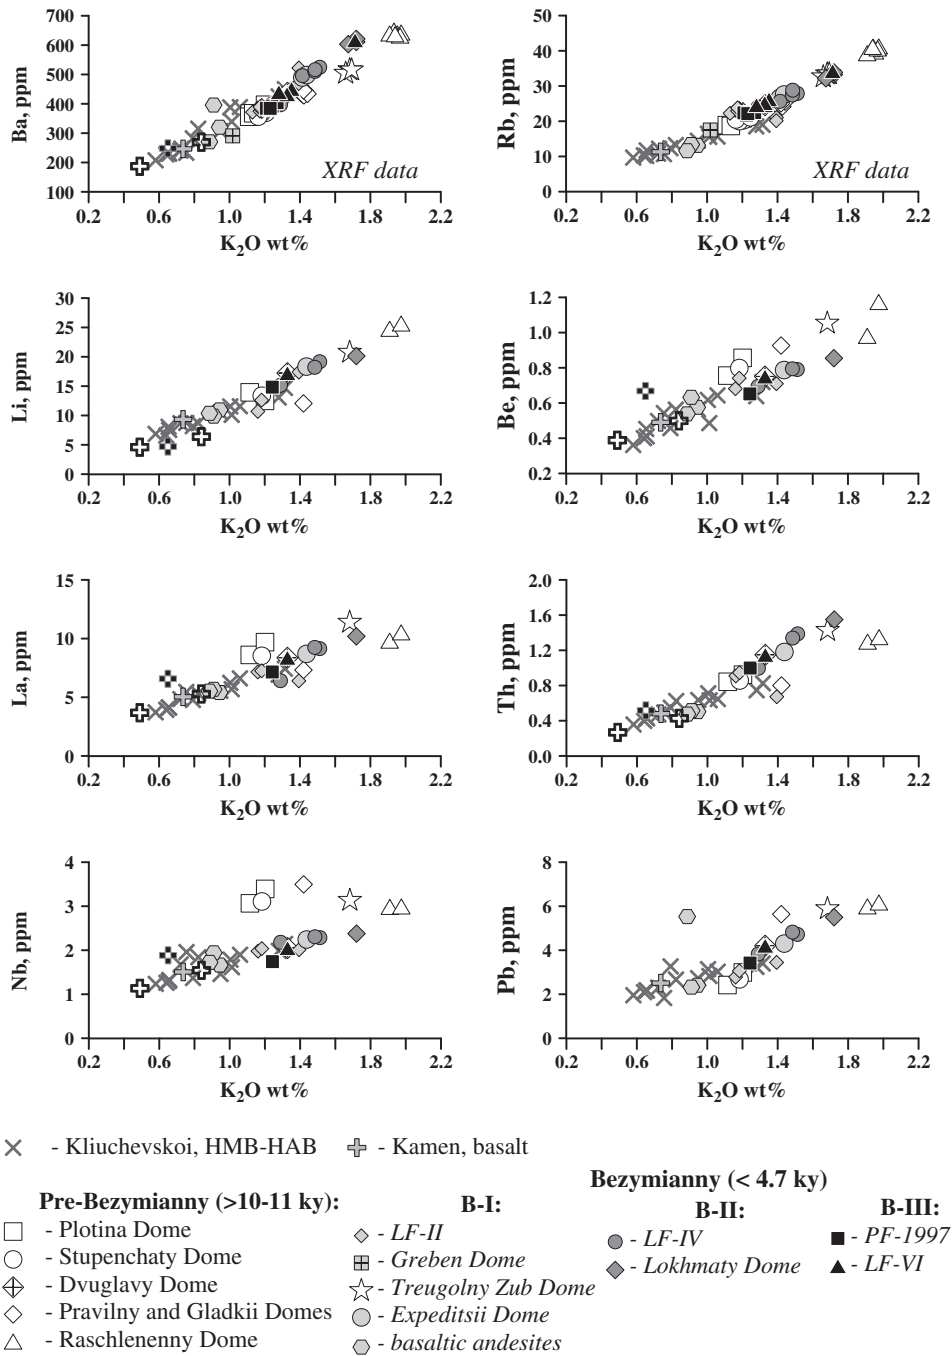 700
600
500
400
300
200
100
Ba, ppm
XRF data
0.2 0.6 1.0 1.4 1.8 2.2
K2O wt%
50
40
30
20
10
0
Rb, ppm
XRF data
0.2 0.6 1.0 1.4 1.8 2.2
K2O wt%
30
25
20
15
10
5
0
Li, ppm
0.2 0.6 1.0 1.4 1.8 2.2
K2O wt%
1.2
1.0
0.8
0.6
0.4
0.2
Be, ppm
0.2 0.6 1.0 1.4 1.8 2.2
K2O wt%
15
10
5
0
La, ppm
0.2 0.6 1.0 1.4 1.8 2.2
K2O wt%
2.0
1.6
1.2
0.8
0.4
0.0
Th, ppm
0.2 0.6 1.0 1.4 1.8 2.2
K2O wt%
4
3
2
1
0
Nb, ppm
0.2 0.6 1.0 1.4 1.8 2.2
K2O wt%
8
6
4
2
0
Pb, ppm
0.2 0.6 1.0 1.4 1.8 2.2
K2O wt%
- Kliuchevskoi, HMB-HAB
- Kamen, basalt
Pre-Bezymianny (>10-11 ky):
- Plotina Dome
- Stupenchaty Dome
- Dvuglavy Dome
- Pravilny and Gladkii Domes
- Raschlenenny Dome
Bezymianny (< 4.7 ky)
B-I:
- LF-II
- Greben Dome
- Treugolny Zub Dome
- Expeditsii Dome
- basaltic andesites
B-II:
- LF-IV
- Lokhmaty Dome
B-III:
- PF-1997
- LF-VI